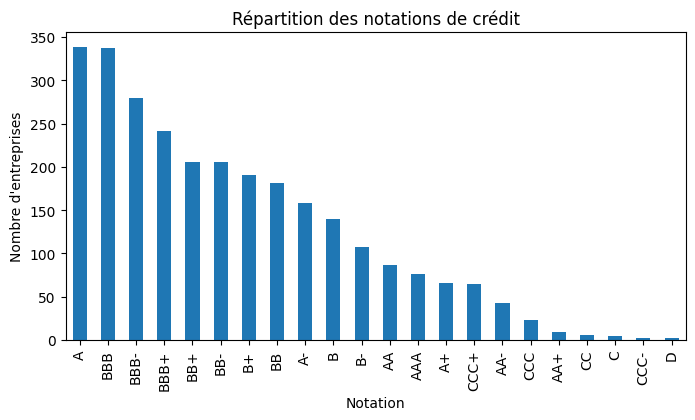 Répartition des notations de crédit
Nombre d'entreprises
350
300
250
200
150
100
50
0
A
BBB
BBB-
BBB+
BB+
BB-
B+
BB
A-
B
B-
AA
AAA
A+
CCC+
AA-
CCC
AA+
CC
C
CCC-
D
Notation